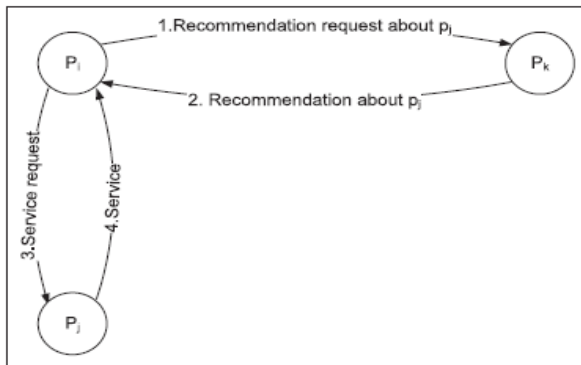 1.Recommendation request about pⱼ
Pᵢ
Pₖ
2. Recommendation about pⱼ
3.Service request
4.Service
Pⱼ